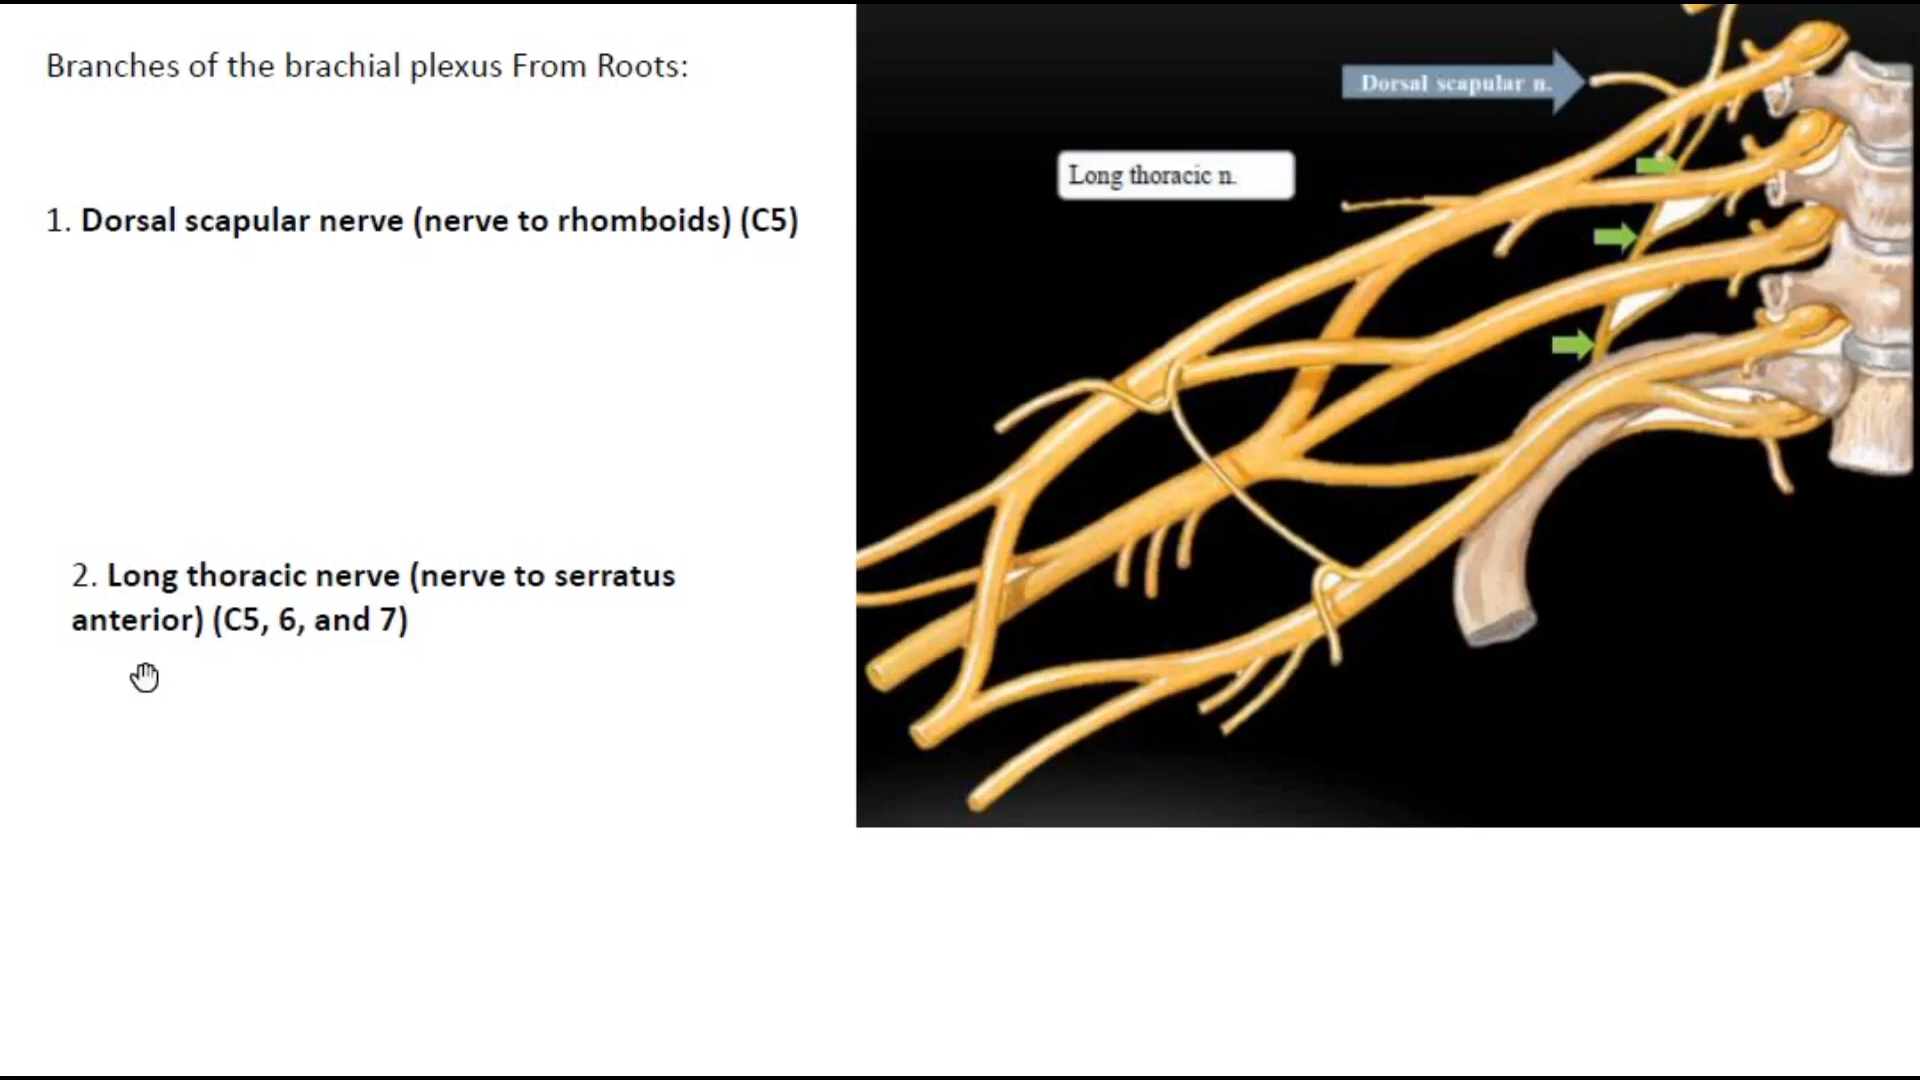 Branches of the brachial plexus From Roots:
Dorsal scapular n.
Long thoracic n.
1. Dorsal scapular nerve (nerve to rhomboids) (C5)
2. Long thoracic nerve (nerve to serratus
anterior) (C5, 6, and 7)